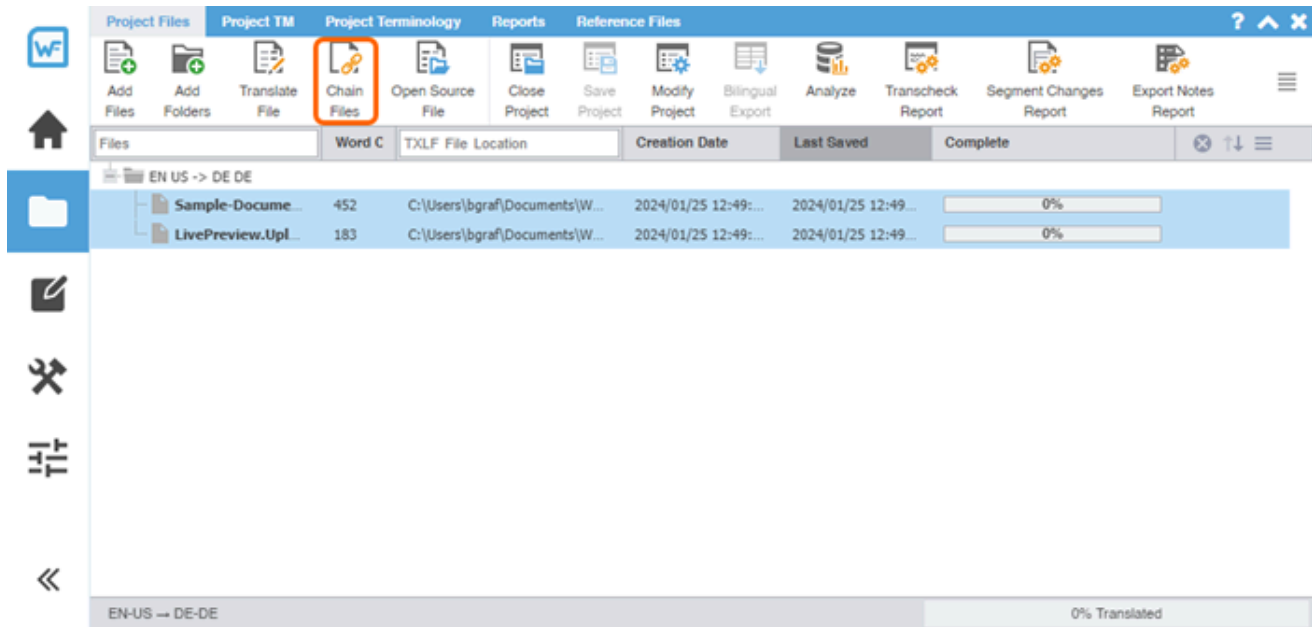 Project Files Project TM Project Terminology Reports Reference Files ?
WF
Add Files
Add Folders
Translate File
Chain Files
Open Source File
Close Project
Save Project
Modify Project
Bilingual Export
Analyze
Transcheck Report
Segment Changes Report
Export Notes Report
Files Word C TXLF File Location Creation Date Last Saved Complete
EN US -> DE DE
Sample-Docume... 452 C:\Users\bgraf\Documents\W... 2024/01/25 12:49:... 2024/01/25 12:49... 0%
LivePreview.Upl... 183 C:\Users\bgraf\Documents\W... 2024/01/25 12:49:... 2024/01/25 12:49... 0%
EN-US → DE-DE 0% Translated